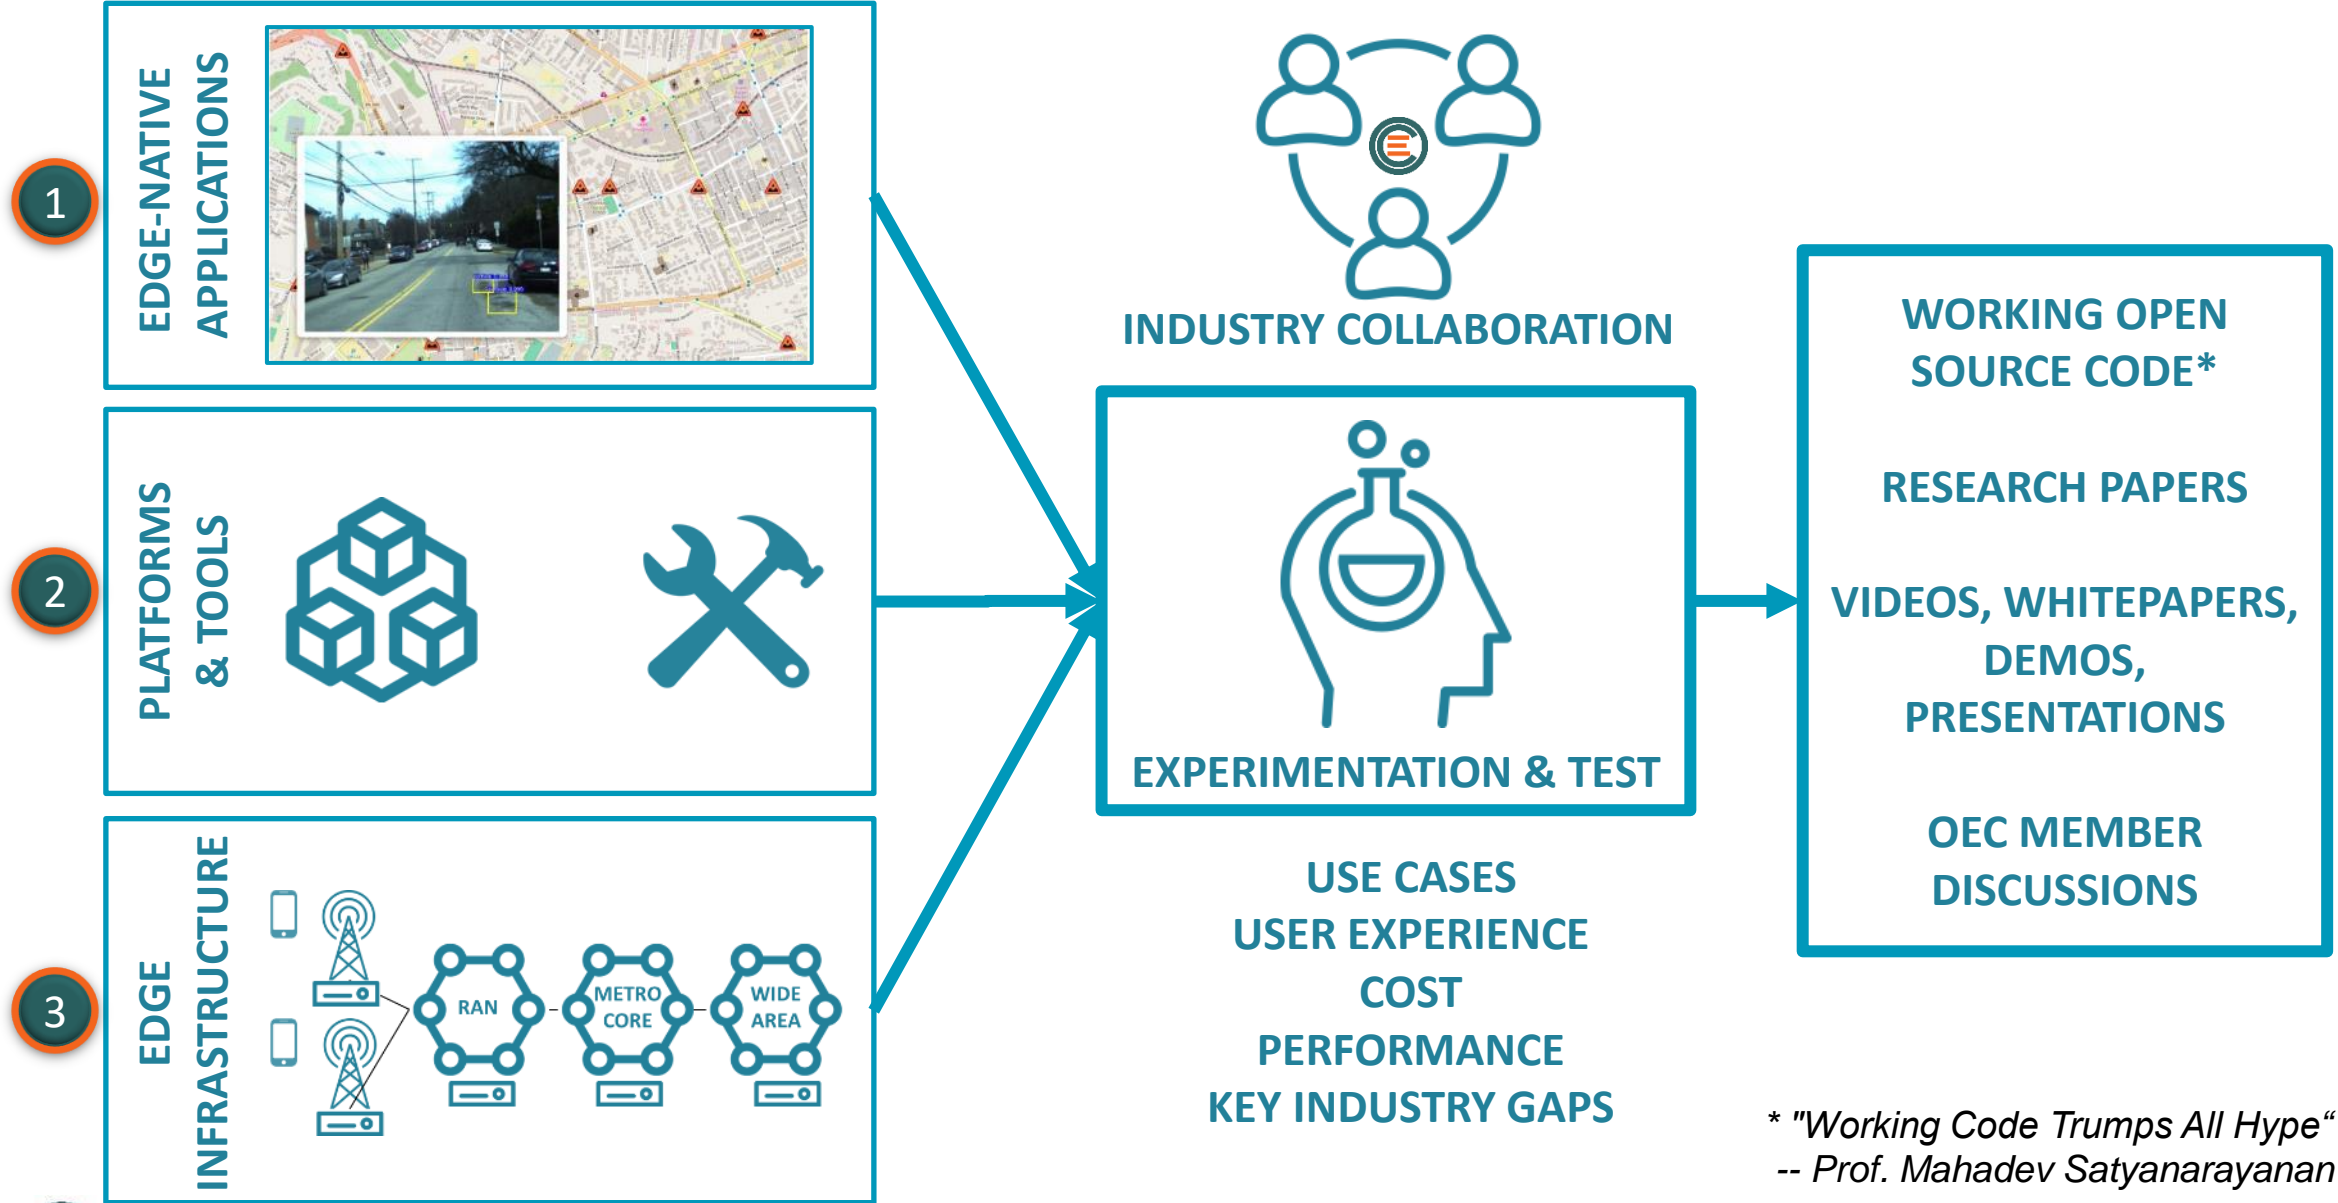 1
EDGE-NATIVE
APPLICATIONS
2
PLATFORMS
& TOOLS
3
EDGE
INFRASTRUCTURE
RAN
METRO
CORE
WIDE
AREA
INDUSTRY COLLABORATION
EXPERIMENTATION & TEST
USE CASES
USER EXPERIENCE
COST
PERFORMANCE
KEY INDUSTRY GAPS
WORKING OPEN
SOURCE CODE*
RESEARCH PAPERS
VIDEOS, WHITEPAPERS,
DEMOS,
PRESENTATIONS
OEC MEMBER
DISCUSSIONS
* "Working Code Trumps All Hype“
-- Prof. Mahadev Satyanarayanan